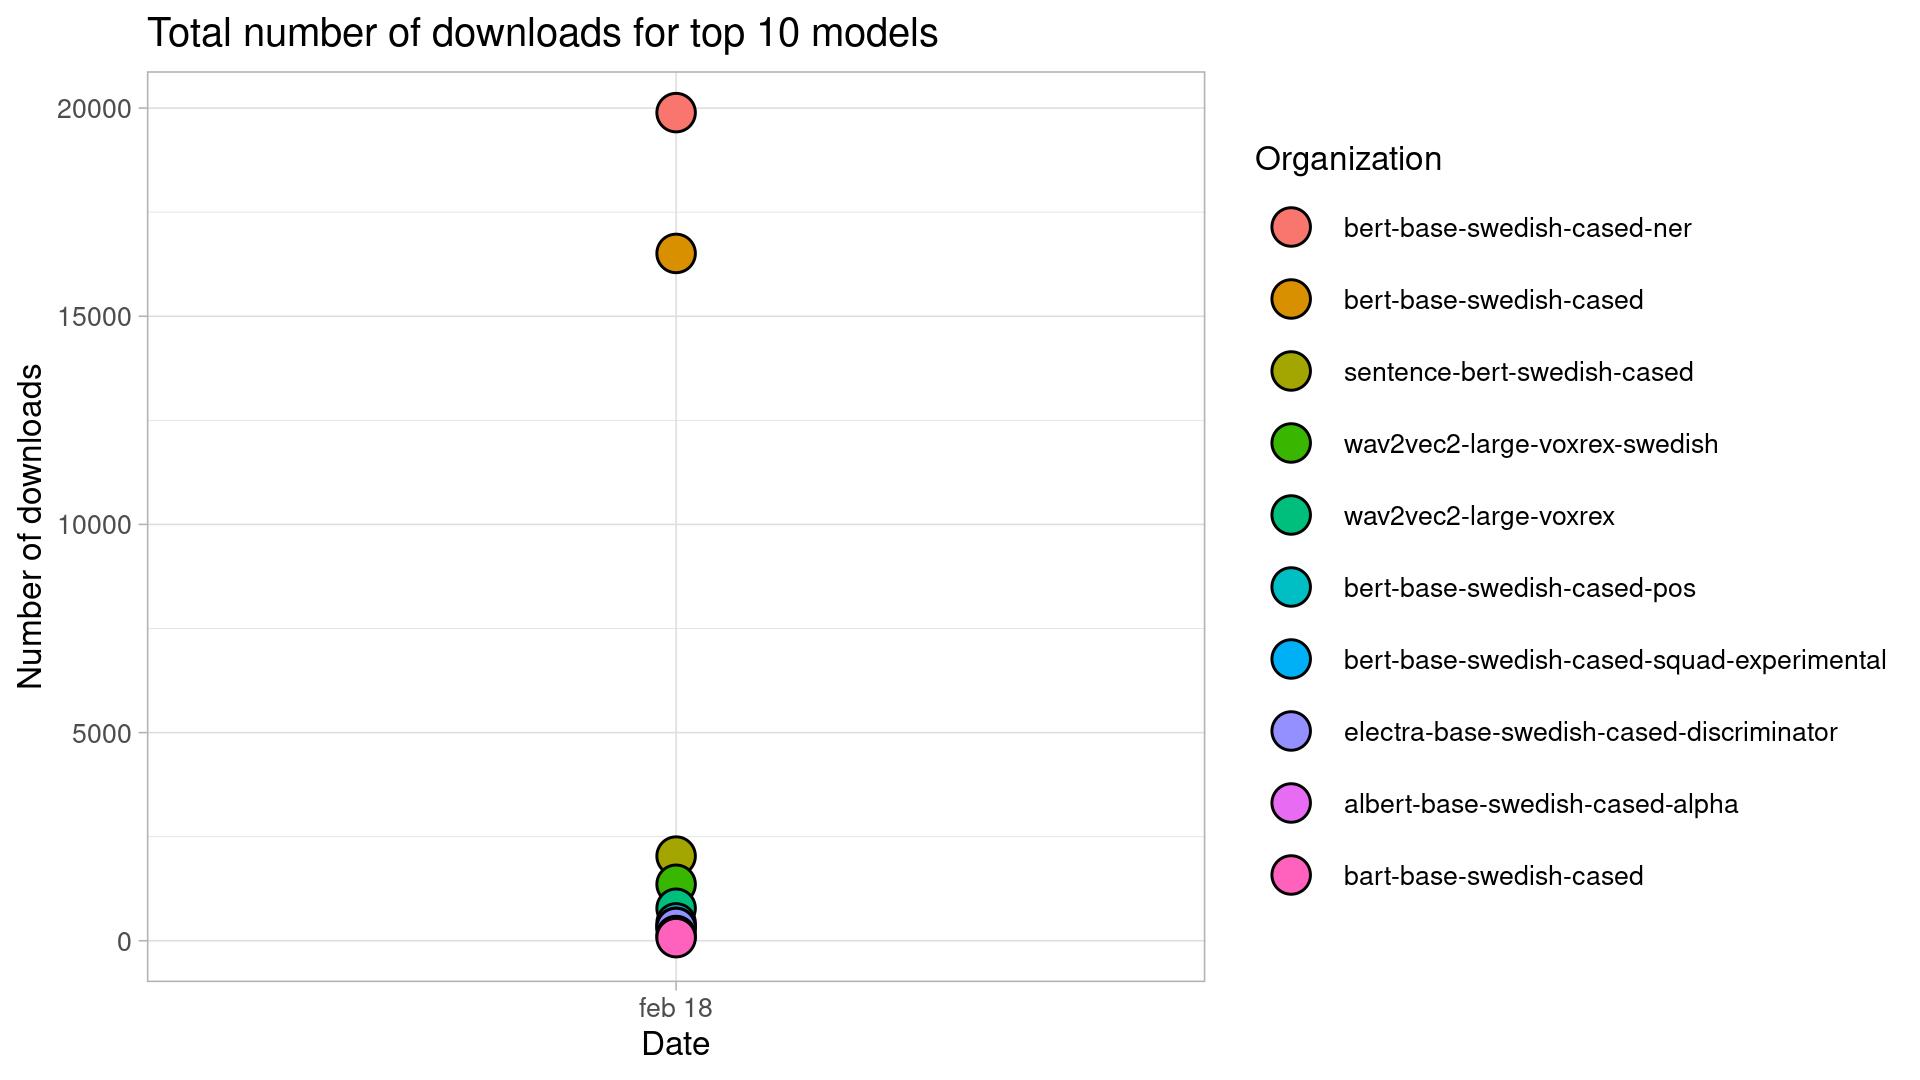 Total number of downloads for top 10 models
Number of downloads
20000
15000
10000
5000
0
feb 18
Date
Organization
bert-base-swedish-cased-ner
bert-base-swedish-cased
sentence-bert-swedish-cased
wav2vec2-large-voxrex-swedish
wav2vec2-large-voxrex
bert-base-swedish-cased-pos
bert-base-swedish-cased-squad-experimental
electra-base-swedish-cased-discriminator
albert-base-swedish-cased-alpha
bart-base-swedish-cased